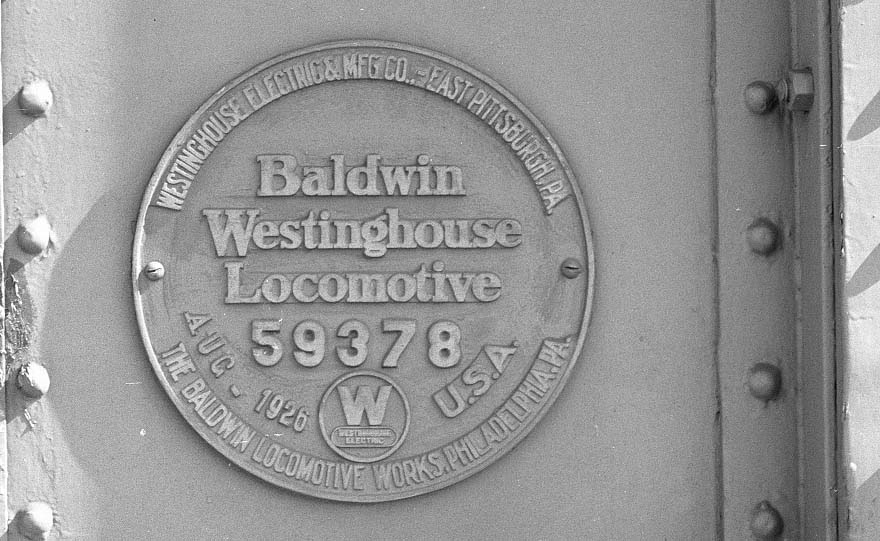 WESTINGHOUSE ELECTRIC & MFG CO., - EAST PITTSBURGH, PA.
Baldwin
Westinghouse
Locomotive
59378
AUG - 1926
U.S.A.
W
WESTINGHOUSE
ELECTRIC
THE BALDWIN LOCOMOTIVE WORKS, PHILADELPHIA, PA.